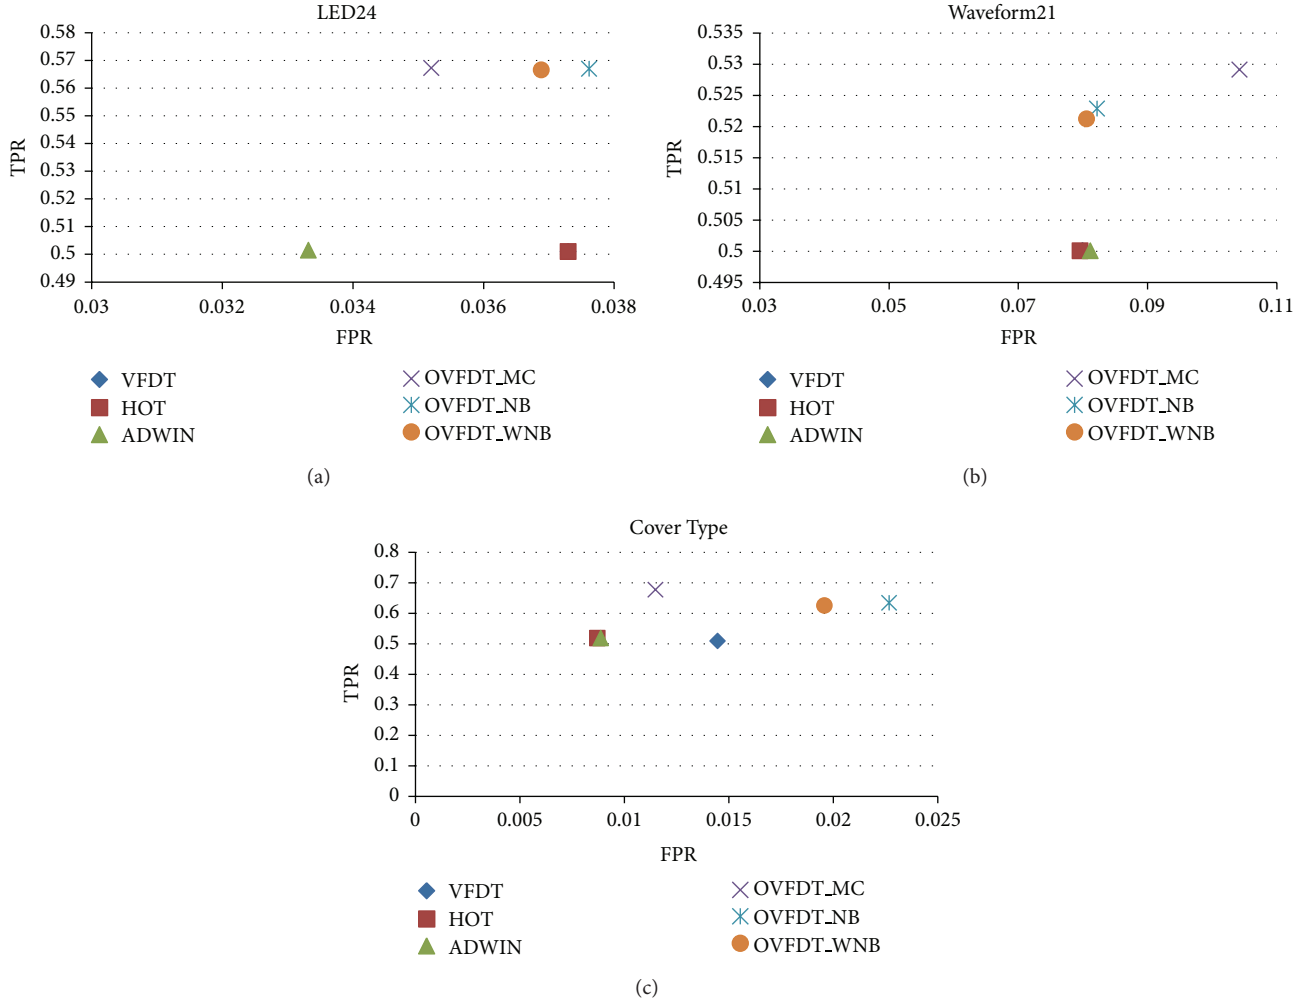 LED24
TPR
0.58
0.57
0.56
0.55
0.54
0.53
0.52
0.51
0.5
0.49
0.03 0.032 0.034 0.036 0.038
FPR
VFDT
HOT
ADWIN
OVFDT_MC
OVFDT_NB
OVFDT_WNB
(a)
Waveform21
TPR
0.535
0.53
0.525
0.52
0.515
0.51
0.505
0.5
0.495
0.03 0.05 0.07 0.09 0.11
FPR
VFDT
HOT
ADWIN
OVFDT_MC
OVFDT_NB
OVFDT_WNB
(b)
Cover Type
TPR
0.8
0.7
0.6
0.5
0.4
0.3
0.2
0.1
0
0 0.005 0.01 0.015 0.02 0.025
FPR
VFDT
HOT
ADWIN
OVFDT_MC
OVFDT_NB
OVFDT_WNB
(c)